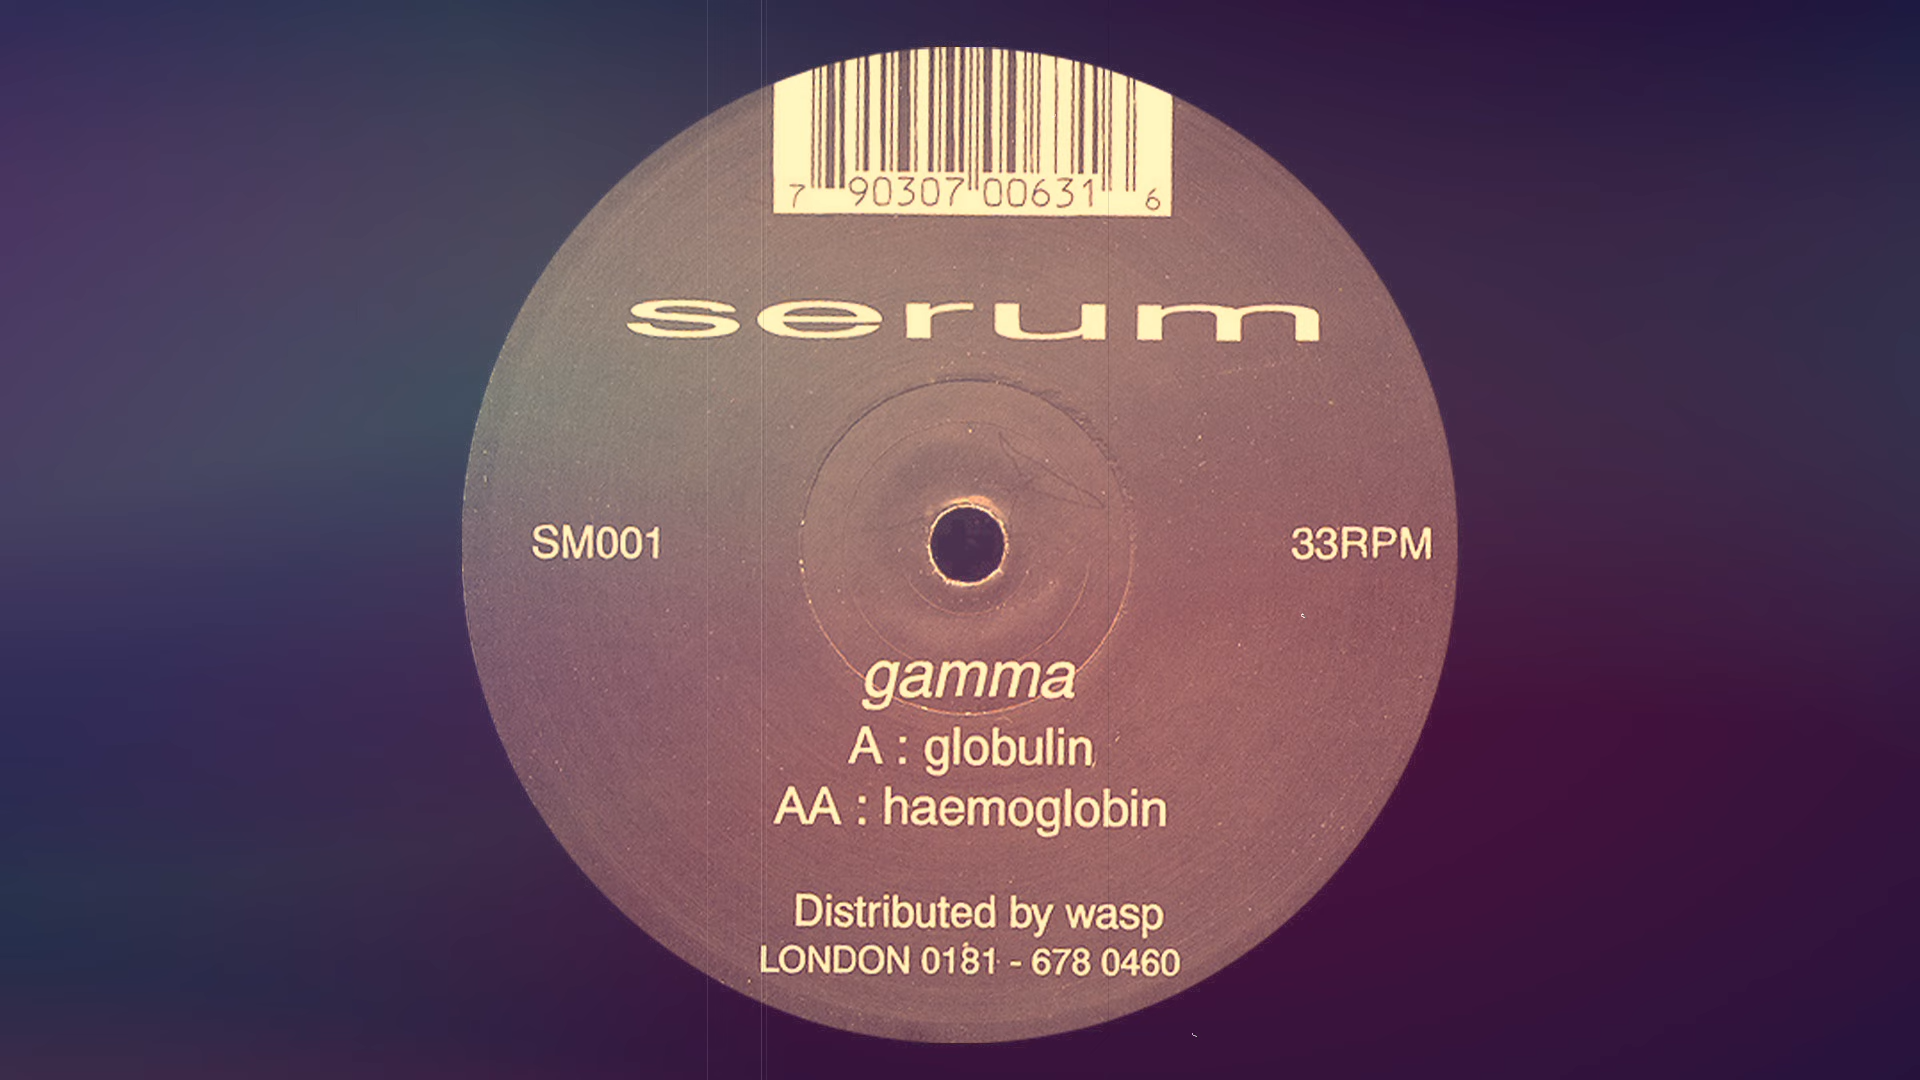 7 90307 00631 6
serum
SM001
33RPM
gamma
A : globulin
AA : haemoglobin
Distributed by wasp
LONDON 0181 - 678 0460